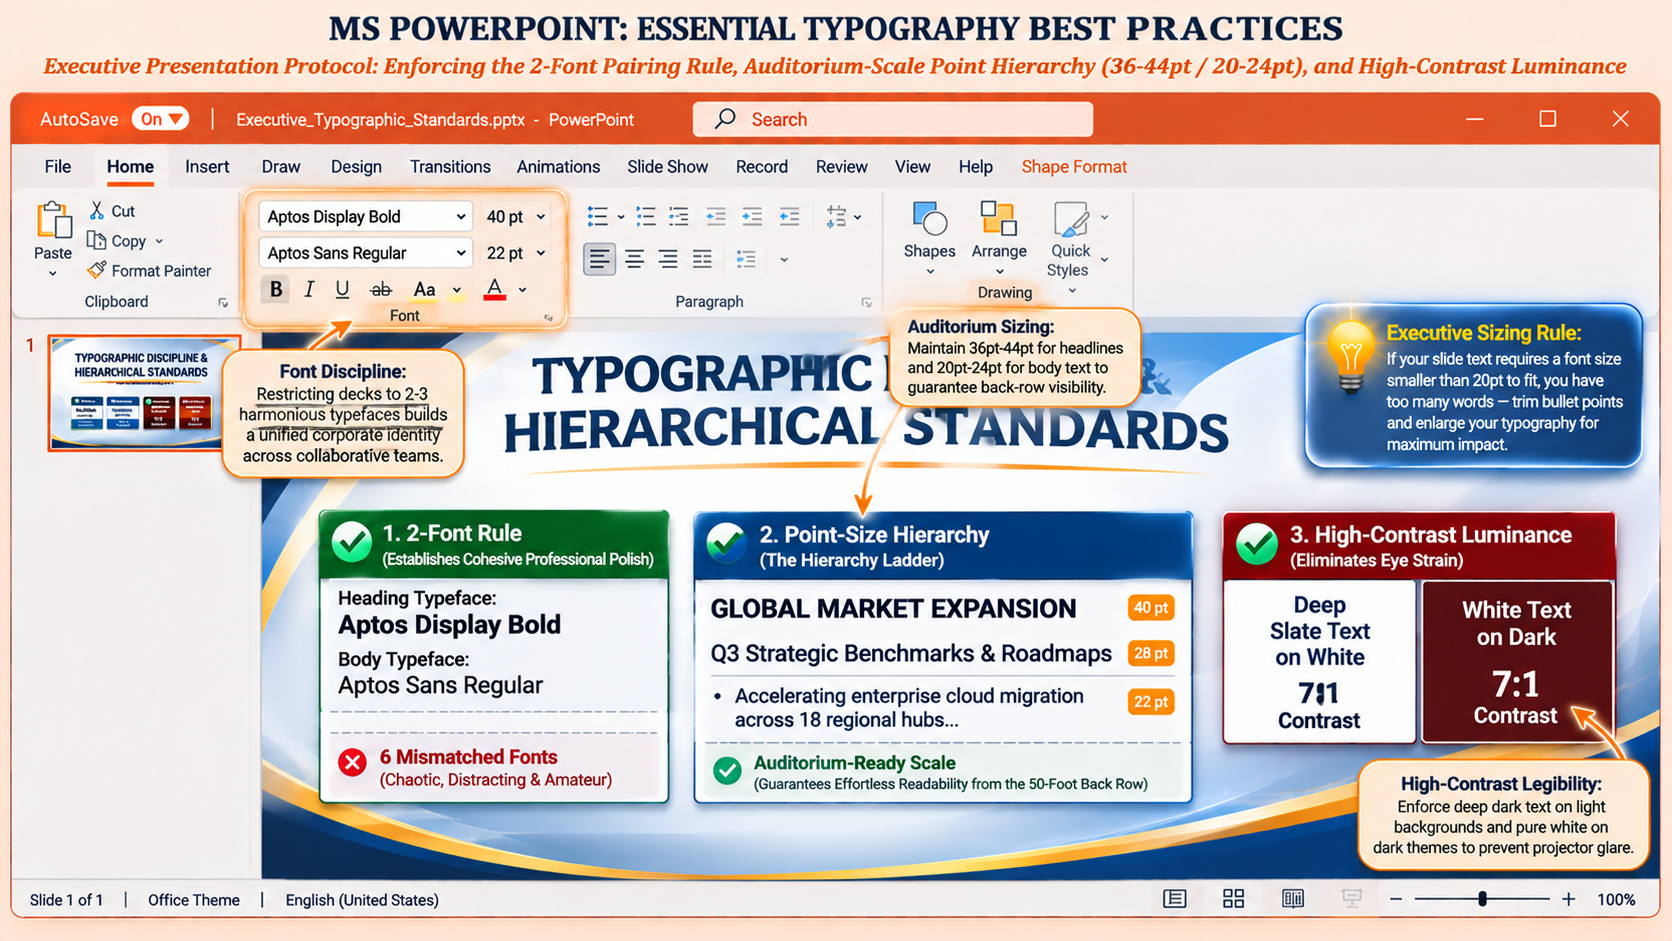 MS POWERPOINT: ESSENTIAL TYPOGRAPHY BEST PRACTICES
Executive Presentation Protocol: Enforcing the 2-Font Pairing Rule, Auditorium-Scale Point Hierarchy (36-44pt / 20-24pt), and High-Contrast Luminance
AutoSave On Executive_Typographic_Standards.pptx - PowerPoint Search
File Home Insert Draw Design Transitions Animations Slide Show Record Review View Help Shape Format
Paste
Cut
Copy
Format Painter
Clipboard
Aptos Display Bold 40 pt
Aptos Sans Regular 22 pt
B I U ab Aa A
Font
Paragraph
Shapes
Arrange
Quick
Styles
Drawing
1
TYPOGRAPHIC DISCIPLINE &
HIERARCHICAL STANDARDS
Font Discipline:
Restricting decks to 2-3
harmonious typefaces builds
a unified corporate identity
across collaborative teams.
TYPOGRAPHIC &
HIERARCHICAL STANDARDS
Auditorium Sizing:
Maintain 36pt-44pt for headlines
and 20pt-24pt for body text to
guarantee back-row visibility.
Executive Sizing Rule:
If your slide text requires a font size
smaller than 20pt to fit, you have
too many words — trim bullet points
and enlarge your typography for
maximum impact.
1. 2-Font Rule
(Establishes Cohesive Professional Polish)
Heading Typeface:
Aptos Display Bold
Body Typeface:
Aptos Sans Regular
6 Mismatched Fonts
(Chaotic, Distracting & Amateur)
2. Point-Size Hierarchy
(The Hierarchy Ladder)
GLOBAL MARKET EXPANSION 40 pt
Q3 Strategic Benchmarks & Roadmaps 28 pt
• Accelerating enterprise cloud migration 22 pt
across 18 regional hubs...
Auditorium-Ready Scale
(Guarantees Effortless Readability from the 50-Foot Back Row)
3. High-Contrast Luminance
(Eliminates Eye Strain)
Deep
Slate Text
on White
Contrast
White Text
on Dark
7:1
Contrast
High-Contrast Legibility:
Enforce deep dark text on light
backgrounds and pure white on
dark themes to prevent projector glare.
Slide 1 of 1 Office Theme English (United States) 100%